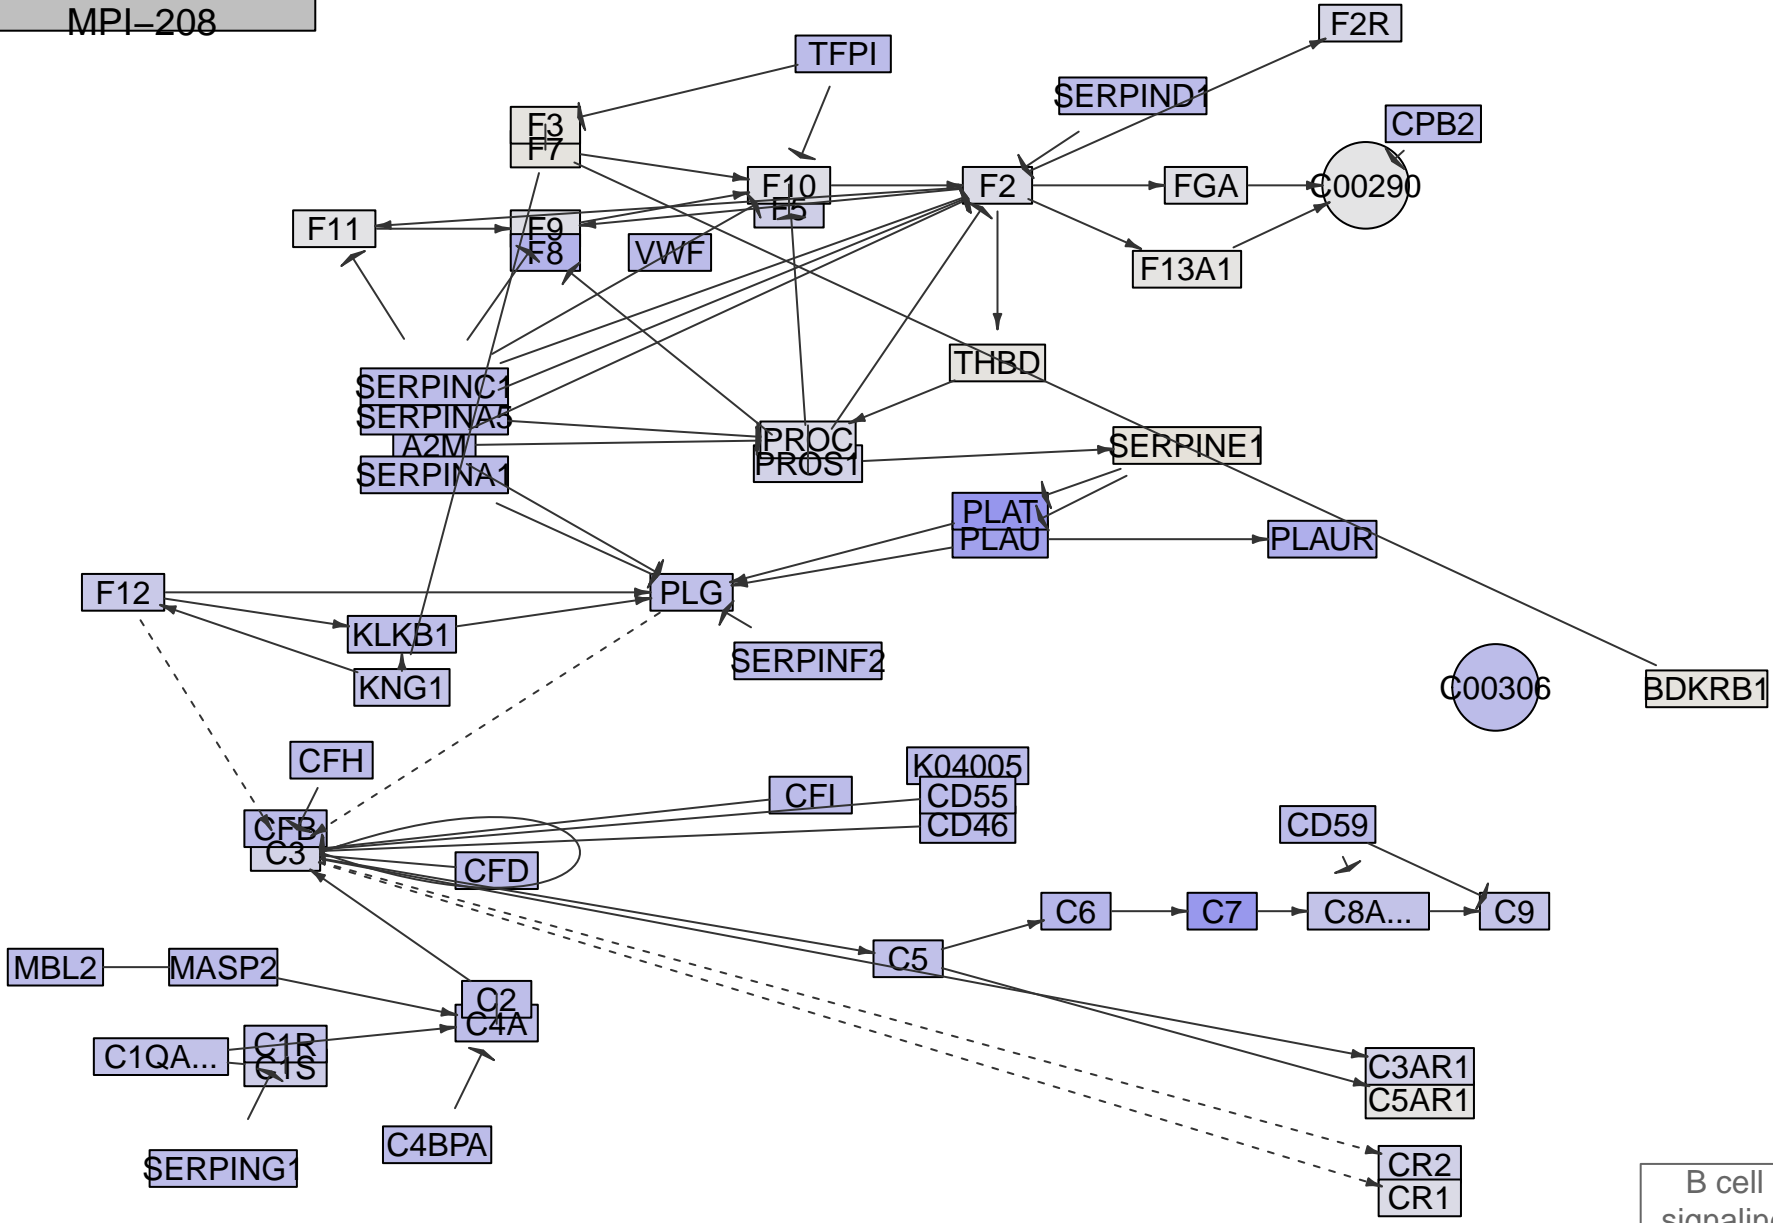 MPI–208
F2R
TFPI
SERPIND1
CPB2
F3
F7
F10
F5
F2
FGA
C00290
F11
F9
F8
VWF
F13A1
THBD
SERPINC1
SERPINA5
A2M
SERPINA1
PROC
PROS1
SERPINE1
PLAT
PLAU
PLAUR
F12
PLG
KLKB1
KNG1
SERPINF2
C00306
BDKRB1
CFH
K04005
CFI
CD55
CD46
CFB
C3
CFD
CD59
C6
C7
C8A...
C9
C5
MBL2
MASP2
C2
C4A
C1QA...
C1R
C1S
C3AR1
C5AR1
C4BPA
SERPING1
CR2
CR1
B cell
signaling